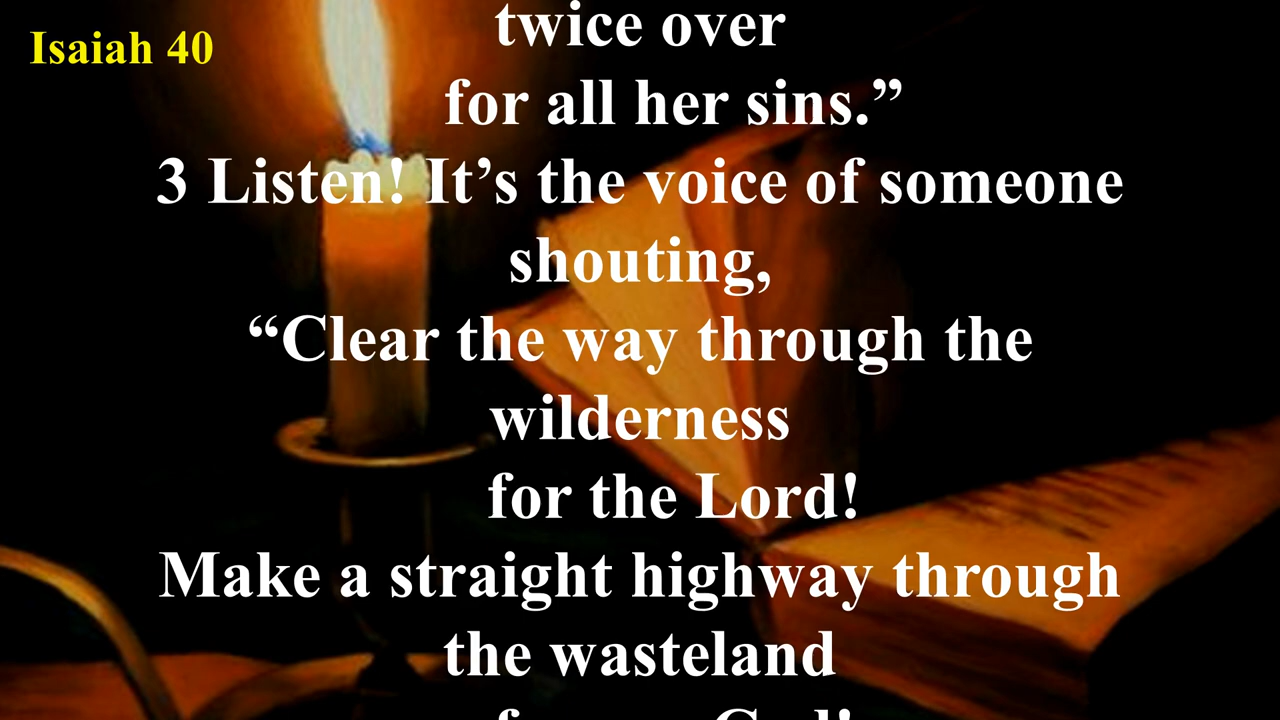 Isaiah 40
twice over
for all her sins.”
3 Listen! It’s the voice of someone
shouting,
“Clear the way through the
wilderness
for the Lord!
Make a straight highway through
the wasteland
God!